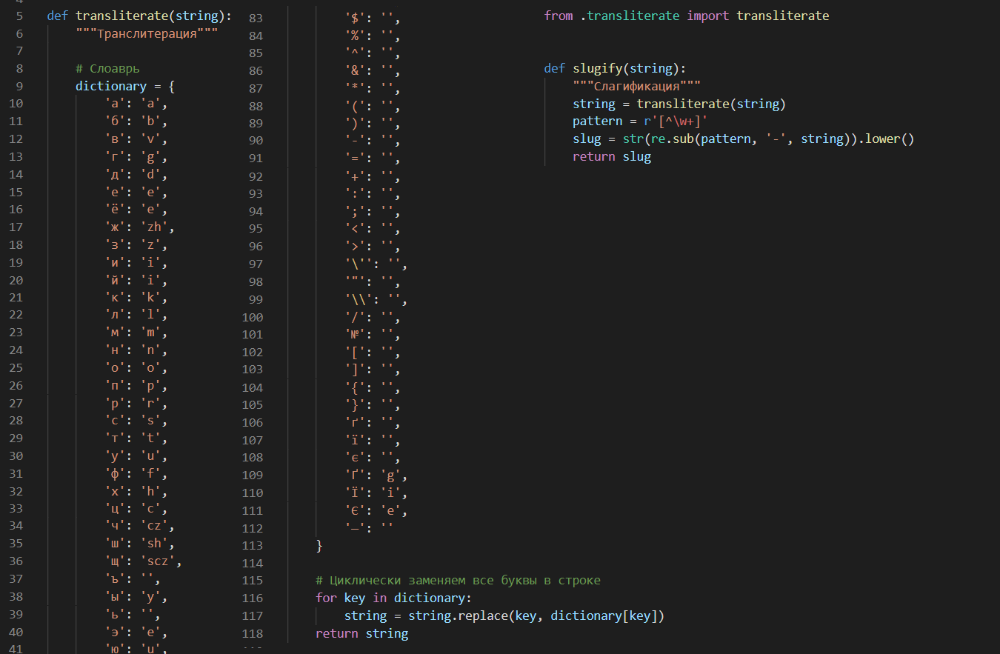 5 def transliterate(string):
6 """Транслитерация"""
7
8 # Слоаврь
9 dictionary = {
10 'а': 'a',
11 'б': 'b',
12 'в': 'v',
13 'г': 'g',
14 'д': 'd',
15 'е': 'e',
16 'ё': 'e',
17 'ж': 'zh',
18 'з': 'z',
19 'и': 'i',
20 'й': 'i',
21 'к': 'k',
22 'л': 'l',
23 'м': 'm',
24 'н': 'n',
25 'о': 'o',
26 'п': 'p',
27 'р': 'r',
28 'с': 's',
29 'т': 't',
30 'у': 'u',
31 'ф': 'f',
32 'х': 'h',
33 'ц': 'c',
34 'ч': 'cz',
35 'ш': 'sh',
36 'щ': 'scz',
37 'ъ': '',
38 'ы': 'y',
39 'ь': '',
40 'э': 'e',
41 'ю': 'u',
83 '$': '',
84 '%': '',
85 '^': '',
86 '&': '',
87 '*': '',
88 '(': '',
89 ')': '',
90 '-': '',
91 '=': '',
92 '+': '',
93 ':': '',
94 ';': '',
95 '<': '',
96 '>': '',
97 '\'': '',
98 '"': '',
99 '\\': '',
100 '/': '',
101 '№': '',
102 '[': '',
103 ']': '',
104 '{': '',
105 '}': '',
106 'ґ': '',
107 'ї': '',
108 'є': '',
109 'Ґ': 'g',
110 'Ї': 'i',
111 'Є': 'e',
112 '—': ''
113 }
114
115 # Циклически заменяем все буквы в строке
116 for key in dictionary:
117 string = string.replace(key, dictionary[key])
118 return string
from .transliterate import transliterate
def slugify(string):
"""Слагификация"""
string = transliterate(string)
pattern = r'[^\w+]'
slug = str(re.sub(pattern, '-', string)).lower()
return slug